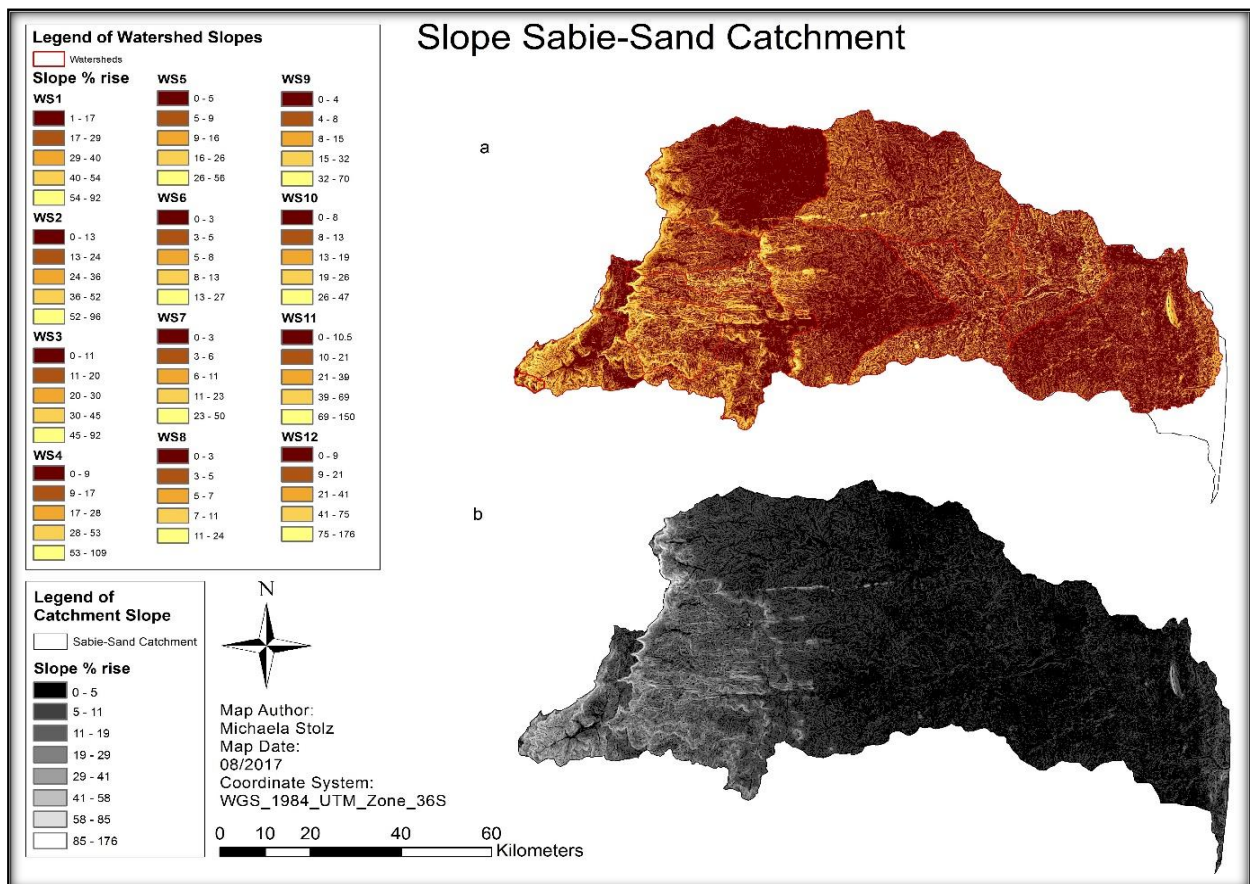 Slope Sabie-Sand Catchment
Legend of Watershed Slopes
Watersheds
Slope % rise
WS1
1 - 17
17 - 29
29 - 40
40 - 54
54 - 92
WS2
0 - 13
13 - 24
24 - 36
36 - 52
52 - 96
WS3
0 - 11
11 - 20
20 - 30
30 - 45
45 - 92
WS4
0 - 9
9 - 17
17 - 28
28 - 53
53 - 109
WS5
0 - 5
5 - 9
9 - 16
16 - 26
26 - 56
WS6
0 - 3
3 - 5
5 - 8
8 - 13
13 - 27
WS7
0 - 3
3 - 6
6 - 11
11 - 23
23 - 50
WS8
0 - 3
3 - 5
5 - 7
7 - 11
11 - 24
WS9
0 - 4
4 - 8
8 - 15
15 - 32
32 - 70
WS10
0 - 8
8 - 13
13 - 19
19 - 26
26 - 47
WS11
0 - 10.5
10 - 21
21 - 39
39 - 69
69 - 150
WS12
0 - 9
9 - 21
21 - 41
41 - 75
75 - 176
a
b
Legend of
Catchment Slope
Sabie-Sand Catchment
Slope % rise
0 - 5
5 - 11
11 - 19
19 - 29
29 - 41
41 - 58
58 - 85
85 - 176
N
Map Author:
Michaela Stolz
Map Date:
08/2017
Coordinate System:
WGS_1984_UTM_Zone_36S
0 10 20 40 60
Kilometers